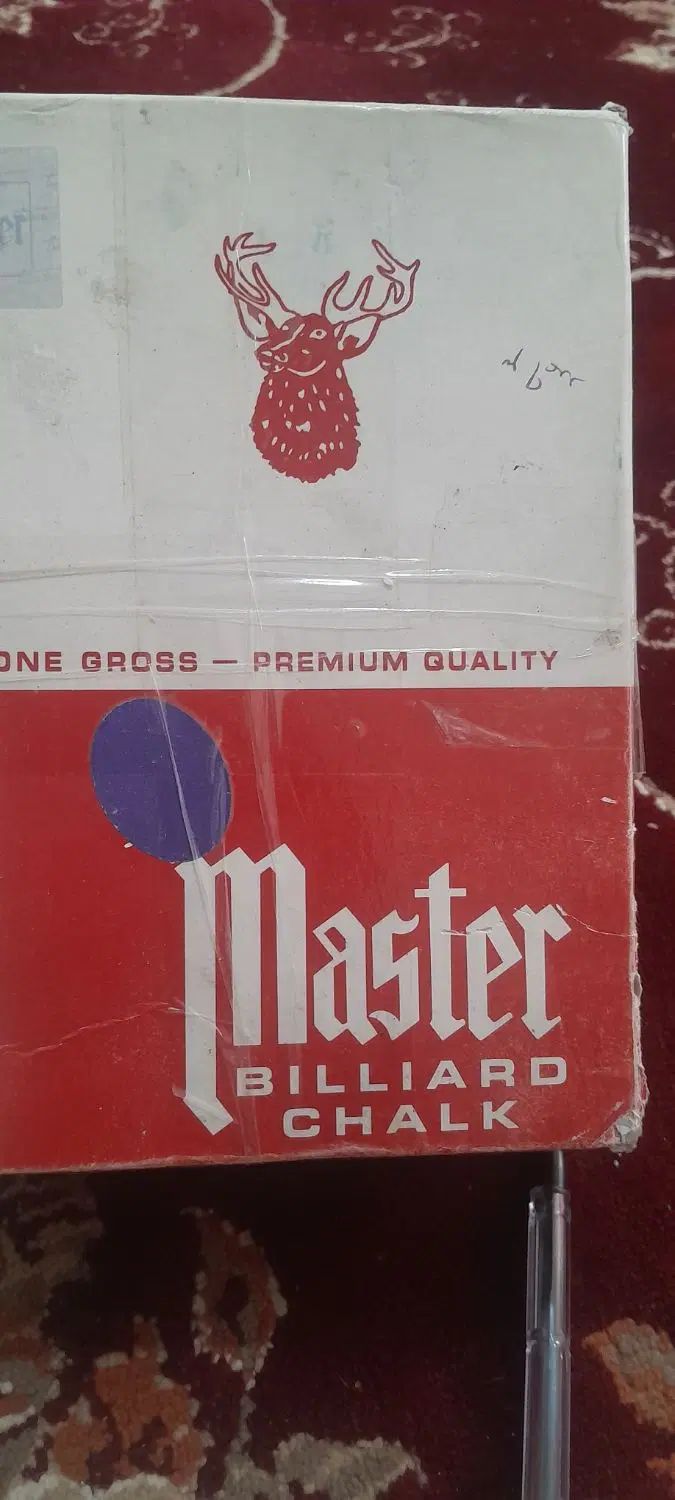 ONE GROSS — PREMIUM QUALITY
Master
BILLIARD
CHALK